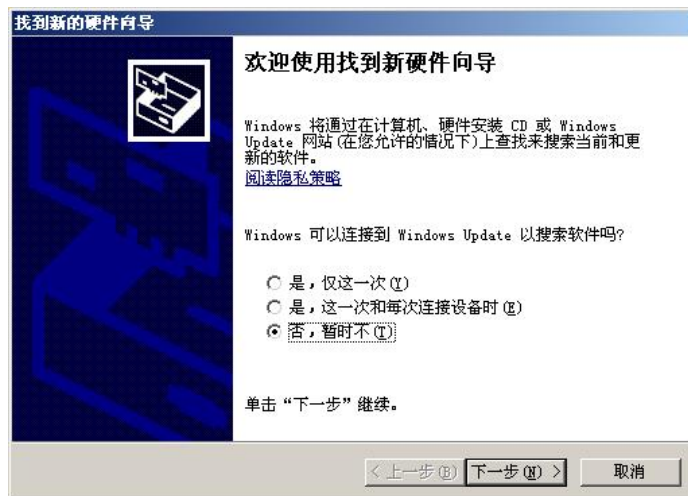 找到新的硬件向导
欢迎使用找到新硬件向导
Windows 将通过在计算机、硬件安装 CD 或 Windows
Update 网站(在您允许的情况下)上查找来搜索当前和更
新的软件。
阅读隐私策略
Windows 可以连接到 Windows Update 以搜索软件吗?
是,仅这一次(Y)
是,这一次和每次连接设备时(E)
否,暂时不(T)
单击“下一步”继续。
< 上一步(B) 下一步(N) > 取消